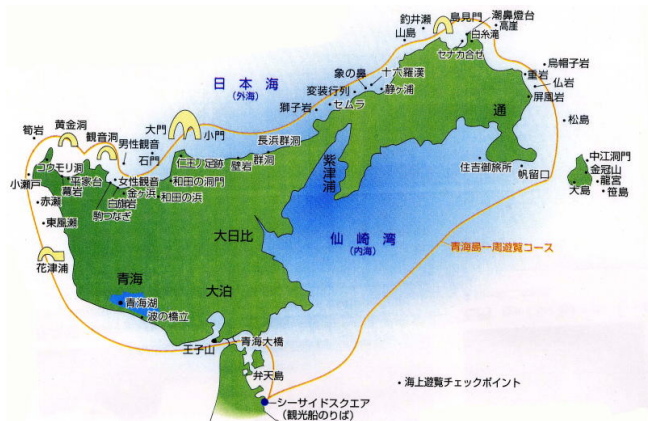 釣井瀬
島見門
潮鼻燈台
高崖
白糸滝
山島
セナカ合せ
烏帽子岩
重岩
仏岩
屏風岩
松島
通
日本海
(外海)
象の鼻
十六羅漢
変装行列
静ヶ浦
獅子岩
セムラ
大門
小門
黄金洞
観音洞
筍岩
男性観音
石門
長浜群洞
群洞
壁岩
仁王の足跡
コウモリ洞
平家台
幕岩
女性観音
和田の洞門
小瀬戸
金ヶ浜
和田の浜
白旗岩
駒つなぎ
赤瀬
東風瀬
花津浦
紫津浦
住吉御旅所
帆留口
中江洞門
金冠山
龍宮
大島
笹島
大日比
仙崎湾
(内海)
青海島一周遊覧コース
青海
大泊
青海湖
波の橋立
王子山
青海大橋
弁天島
・海上遊覧チェックポイント
シーサイドスクエア
(観光船のりば)